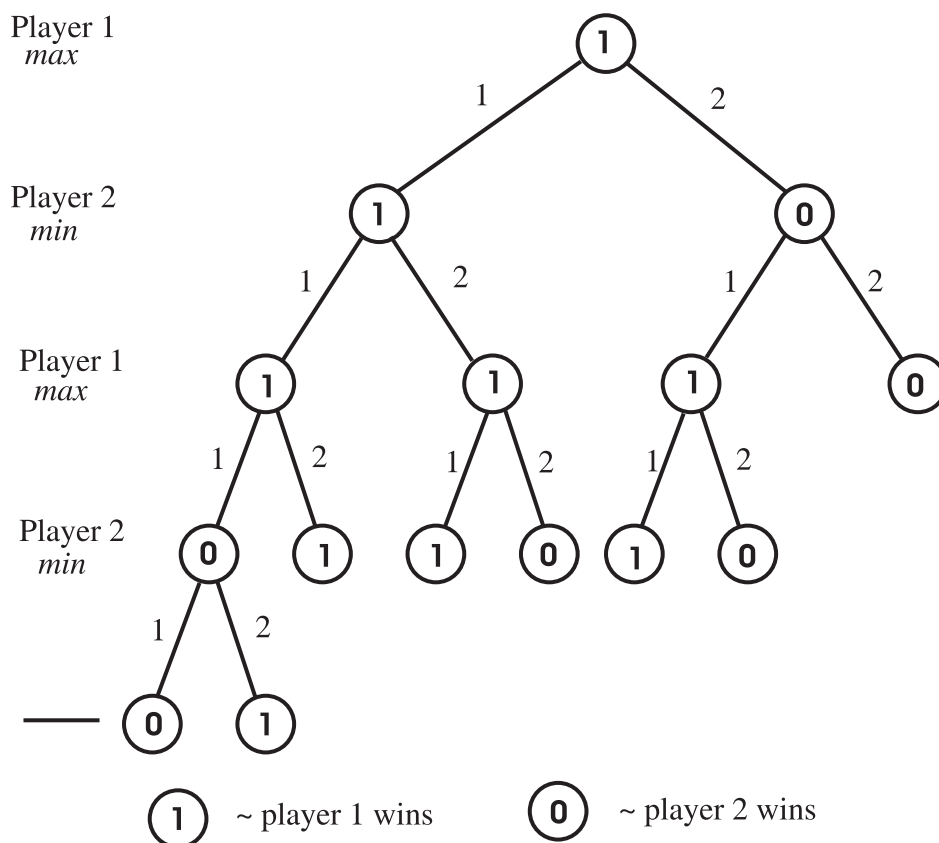 Player 1
max
1
1 2
Player 2
min
1 0
1 2 1 2
Player 1
max
1 1 1 0
1 2 1 2 1 2
Player 2
min
0 1 1 0 1 0
1 2
0 1
1 ~ player 1 wins 0 ~ player 2 wins